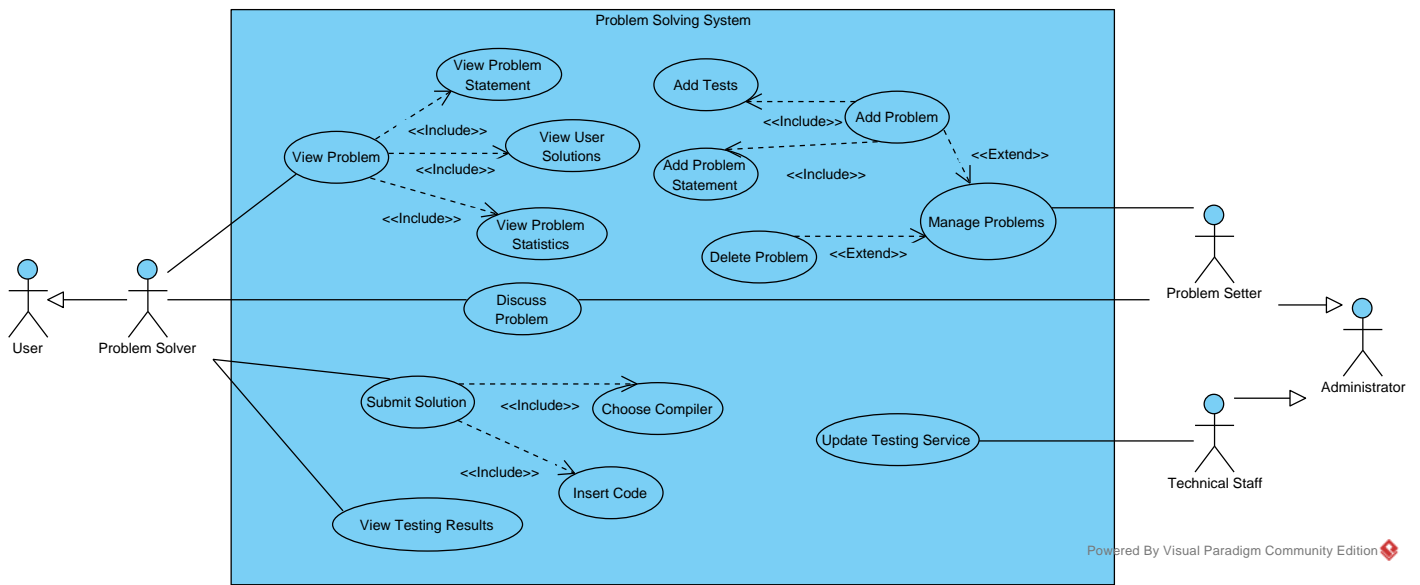 Problem Solving System
View Problem
Statement
Add Tests
Add Problem
<<Include>>
<<Include>>
View User
Solutions
View Problem
<<Include>>
<<Extend>>
Add Problem
Statement
<<Include>>
<<Include>>
View Problem
Statistics
Manage Problems
Delete Problem
<<Extend>>
Problem Setter
Discuss
Problem
User
Problem Solver
Administrator
Submit Solution
<<Include>>
Choose Compiler
Update Testing Service
<<Include>>
Insert Code
Technical Staff
View Testing Results
Powered By Visual Paradigm Community Edition